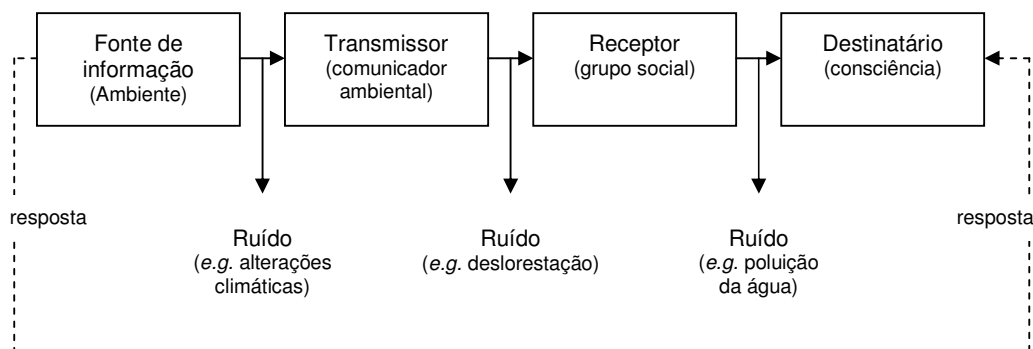 Fonte de
informação
(Ambiente)
Transmissor
(comunicador
ambiental)
Receptor
(grupo social)
Destinatário
(consciência)
resposta
resposta
Ruído
(e.g. alterações
climáticas)
Ruído
(e.g. deslorestação)
Ruído
(e.g. poluição
da água)